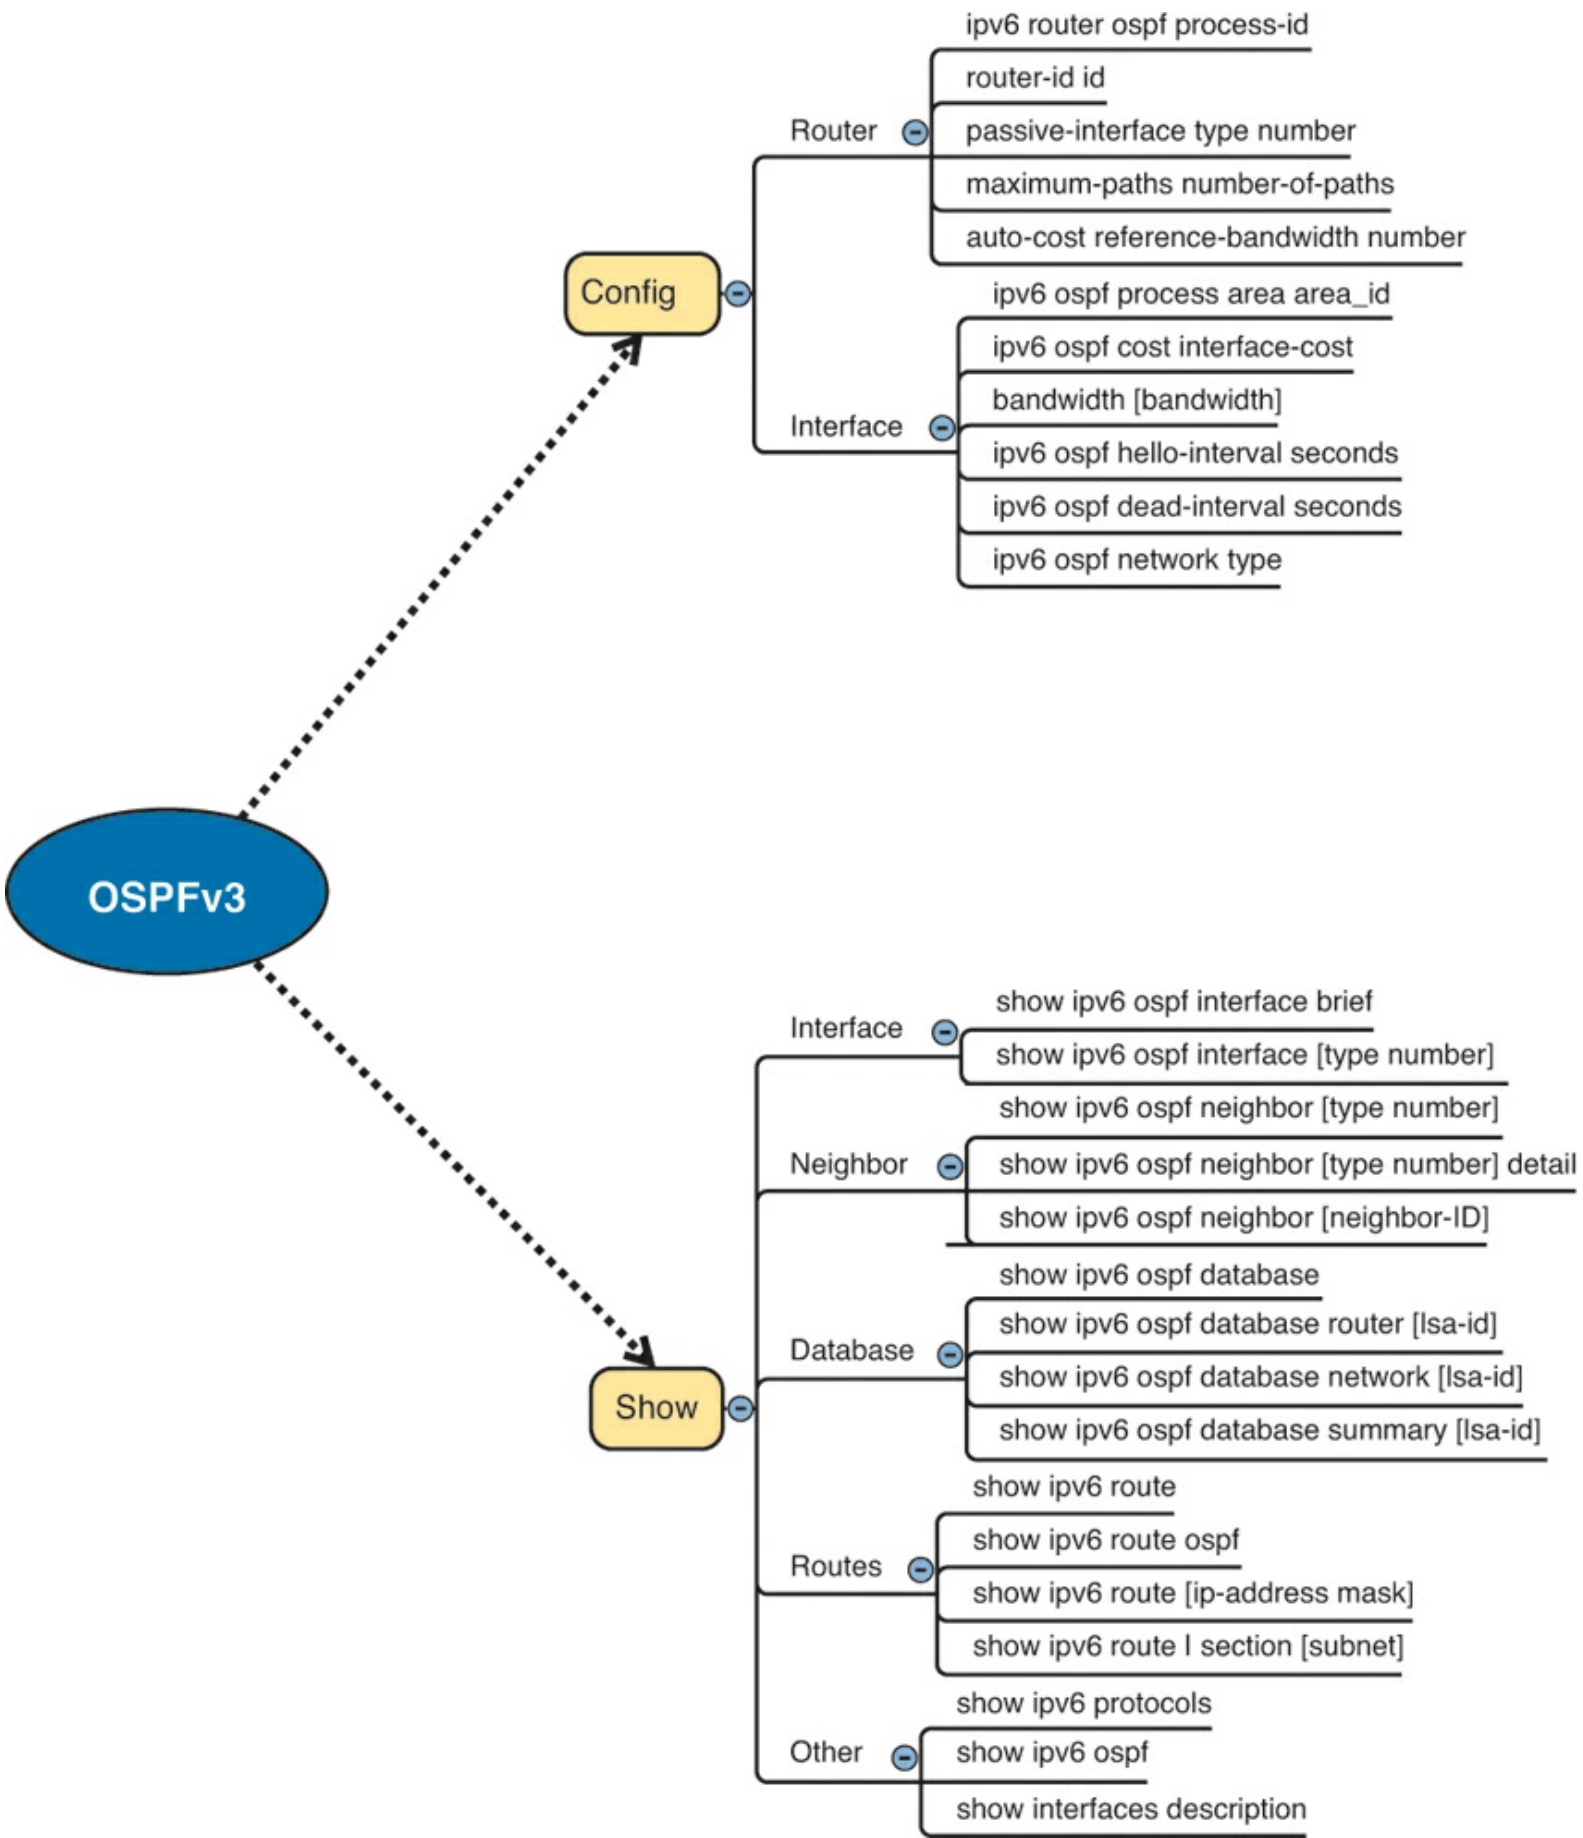 ipv6 router ospf process-id
router-id id
Router
passive-interface type number
maximum-paths number-of-paths
auto-cost reference-bandwidth number
Config
ipv6 ospf process area area_id
ipv6 ospf cost interface-cost
bandwidth [bandwidth]
Interface
ipv6 ospf hello-interval seconds
ipv6 ospf dead-interval seconds
ipv6 ospf network type
OSPFv3
show ipv6 ospf interface brief
Interface
show ipv6 ospf interface [type number]
show ipv6 ospf neighbor [type number]
Neighbor
show ipv6 ospf neighbor [type number] detail
show ipv6 ospf neighbor [neighbor-ID]
show ipv6 ospf database
show ipv6 ospf database router [lsa-id]
Database
show ipv6 ospf database network [lsa-id]
Show
show ipv6 ospf database summary [lsa-id]
show ipv6 route
show ipv6 route ospf
Routes
show ipv6 route [ip-address mask]
show ipv6 route l section [subnet]
show ipv6 protocols
Other
show ipv6 ospf
show interfaces description